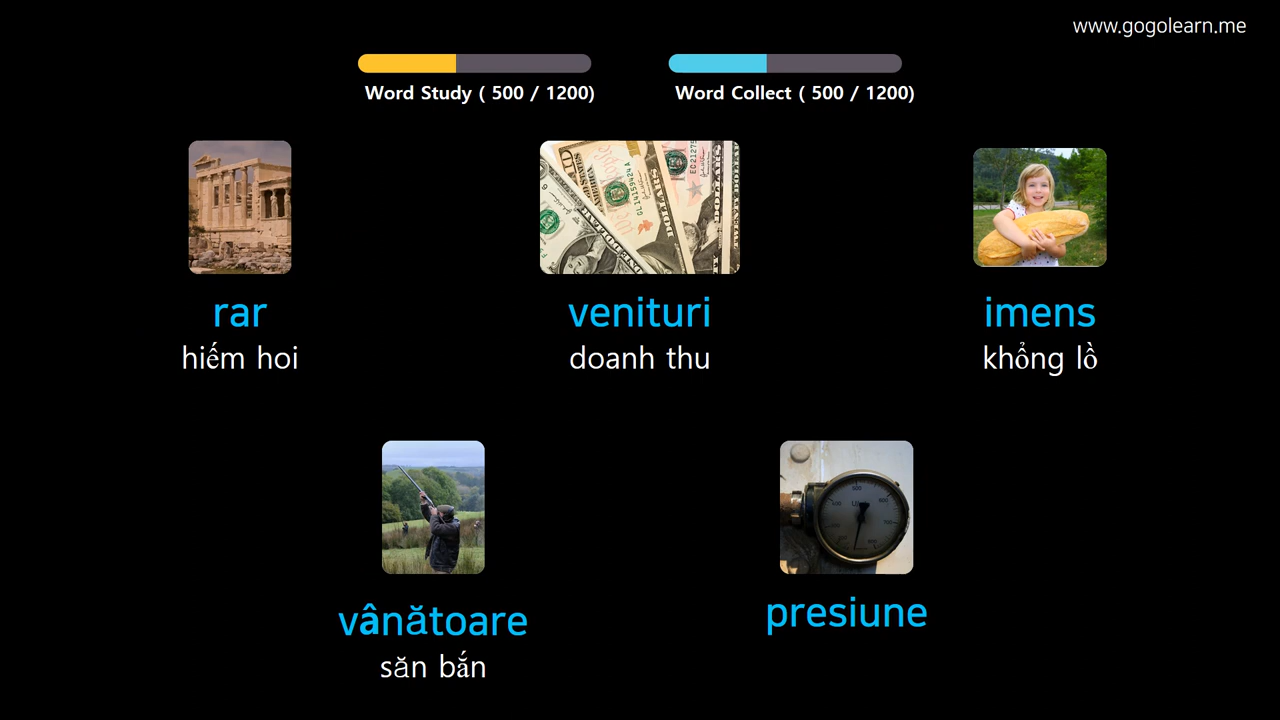 www.gogolearn.me
Word Study ( 500 / 1200)
Word Collect ( 500 / 1200)
rar
hiếm hoi
venituri
doanh thu
imens
khổng lồ
vânătoare
săn bắn
presiune